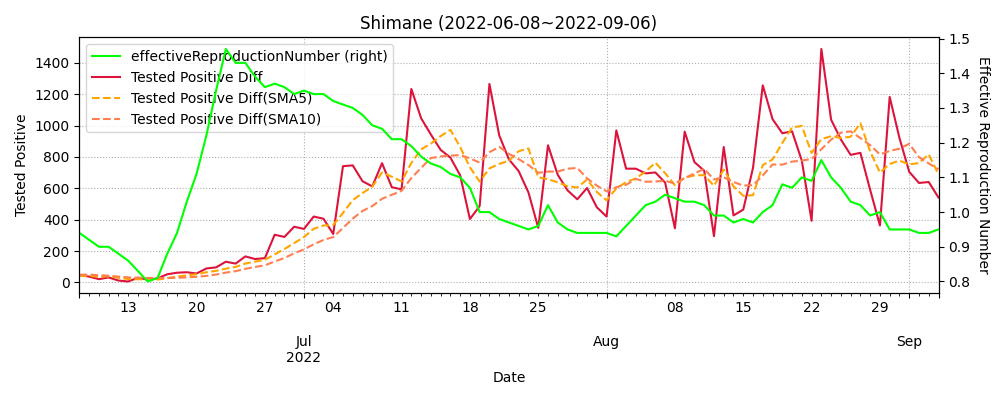 Shimane (2022-06-08~2022-09-06)
effectiveReproductionNumber (right)
Tested Positive Diff
Tested Positive Diff(SMA5)
Tested Positive Diff(SMA10)
Tested Positive
1400
1200
1000
800
600
400
200
0
1.5
1.4
1.3
1.2
1.1
1.0
0.9
0.8
Effective Reproduction Number
13 20 27 04 11 18 25 08 15 22 29
Jul Aug Sep
2022
Date